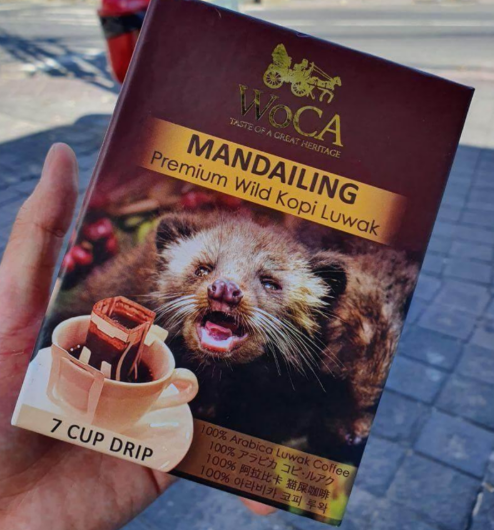 WOCA
TASTE OF A GREAT HERITAGE
MANDAILING
Premium Wild Kopi Luwak
7 CUP DRIP
100% Arabica Luwak Coffee
100% アラビカ コピ・ルアク
100% 阿拉比卡 猫屎咖啡
100% 아라비카 코피 루왁